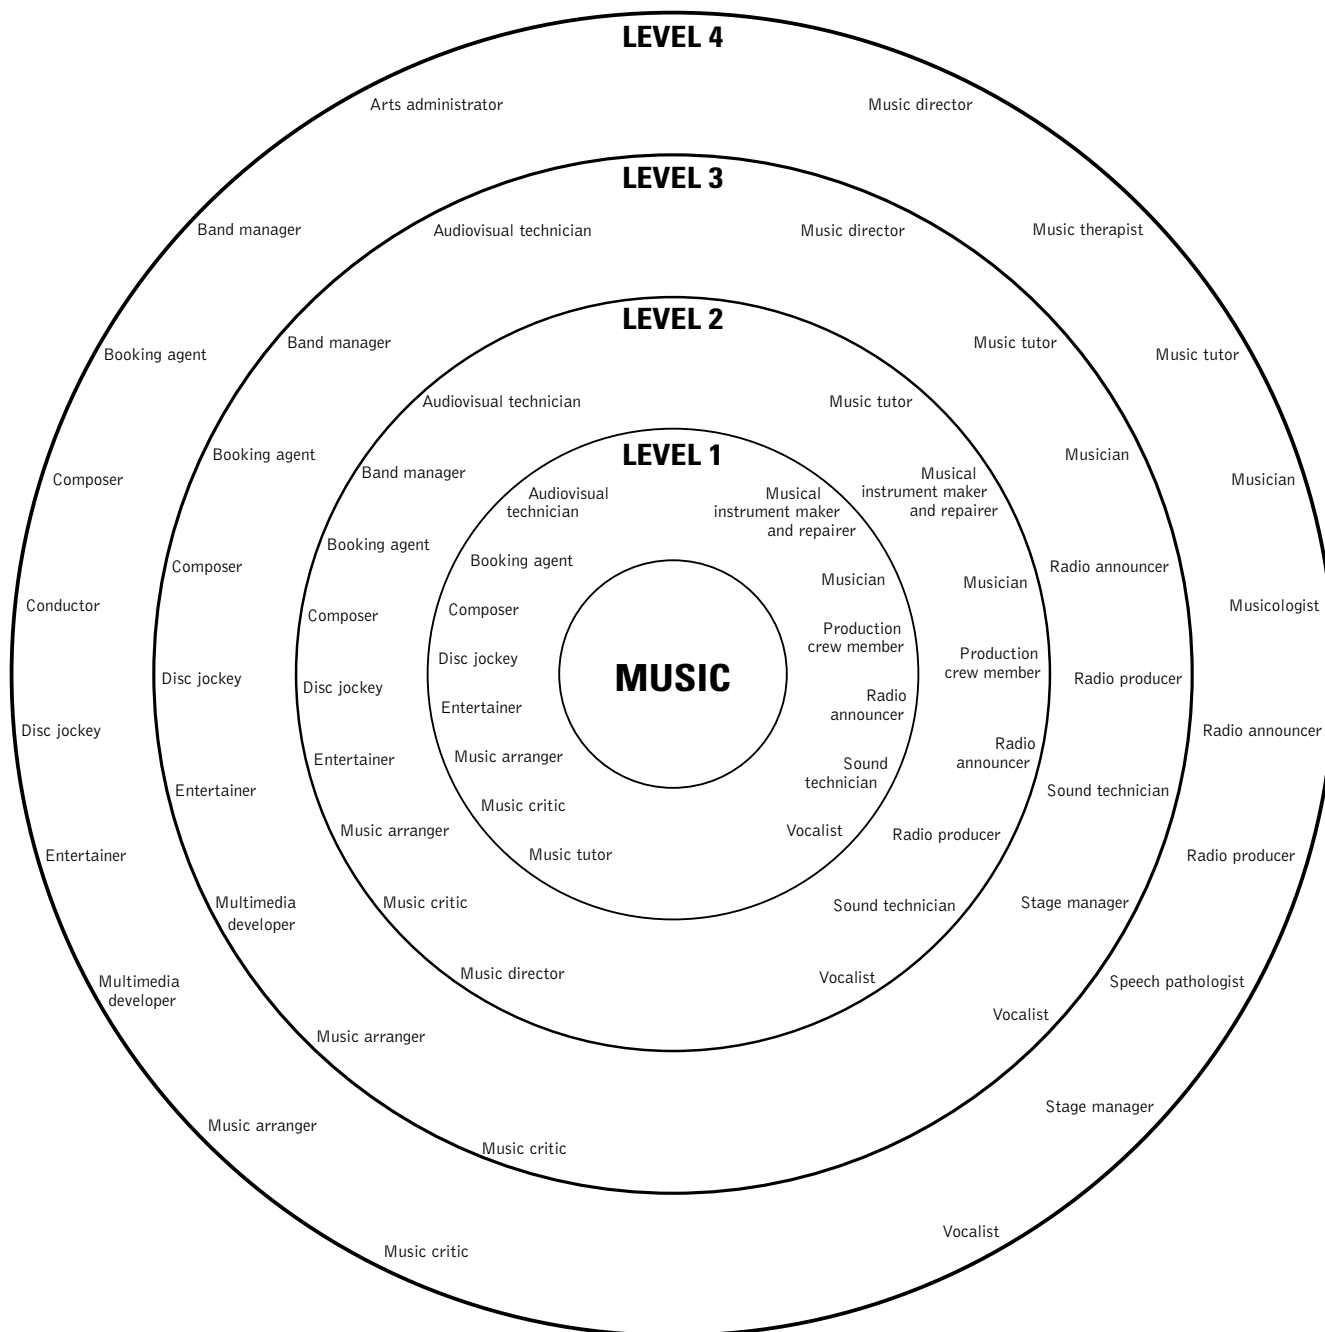 LEVEL 4
Arts administrator
Band manager
Booking agent
Composer
Conductor
Disc jockey
Entertainer
Multimedia
developer
Music arranger
Music critic
Music director
Music therapist
Music tutor
Musician
Musicologist
Radio announcer
Radio producer
Speech pathologist
Stage manager
Vocalist
LEVEL 3
Audiovisual technician
Band manager
Booking agent
Composer
Disc jockey
Entertainer
Multimedia
developer
Music arranger
Music critic
Music director
Music tutor
Musician
Radio announcer
Radio producer
Sound technician
Stage manager
Vocalist
LEVEL 2
Audiovisual technician
Band manager
Booking agent
Composer
Disc jockey
Entertainer
Music arranger
Music critic
Music director
Music tutor
Musical
instrument maker
and repairer
Musician
Production
crew member
Radio
announcer
Radio producer
Sound technician
Vocalist
LEVEL 1
Audiovisual
technician
Booking agent
Composer
Disc jockey
Entertainer
Music arranger
Music critic
Music tutor
Musical
instrument maker
and repairer
Musician
Production
crew member
Radio
announcer
Sound
technician
Vocalist
MUSIC